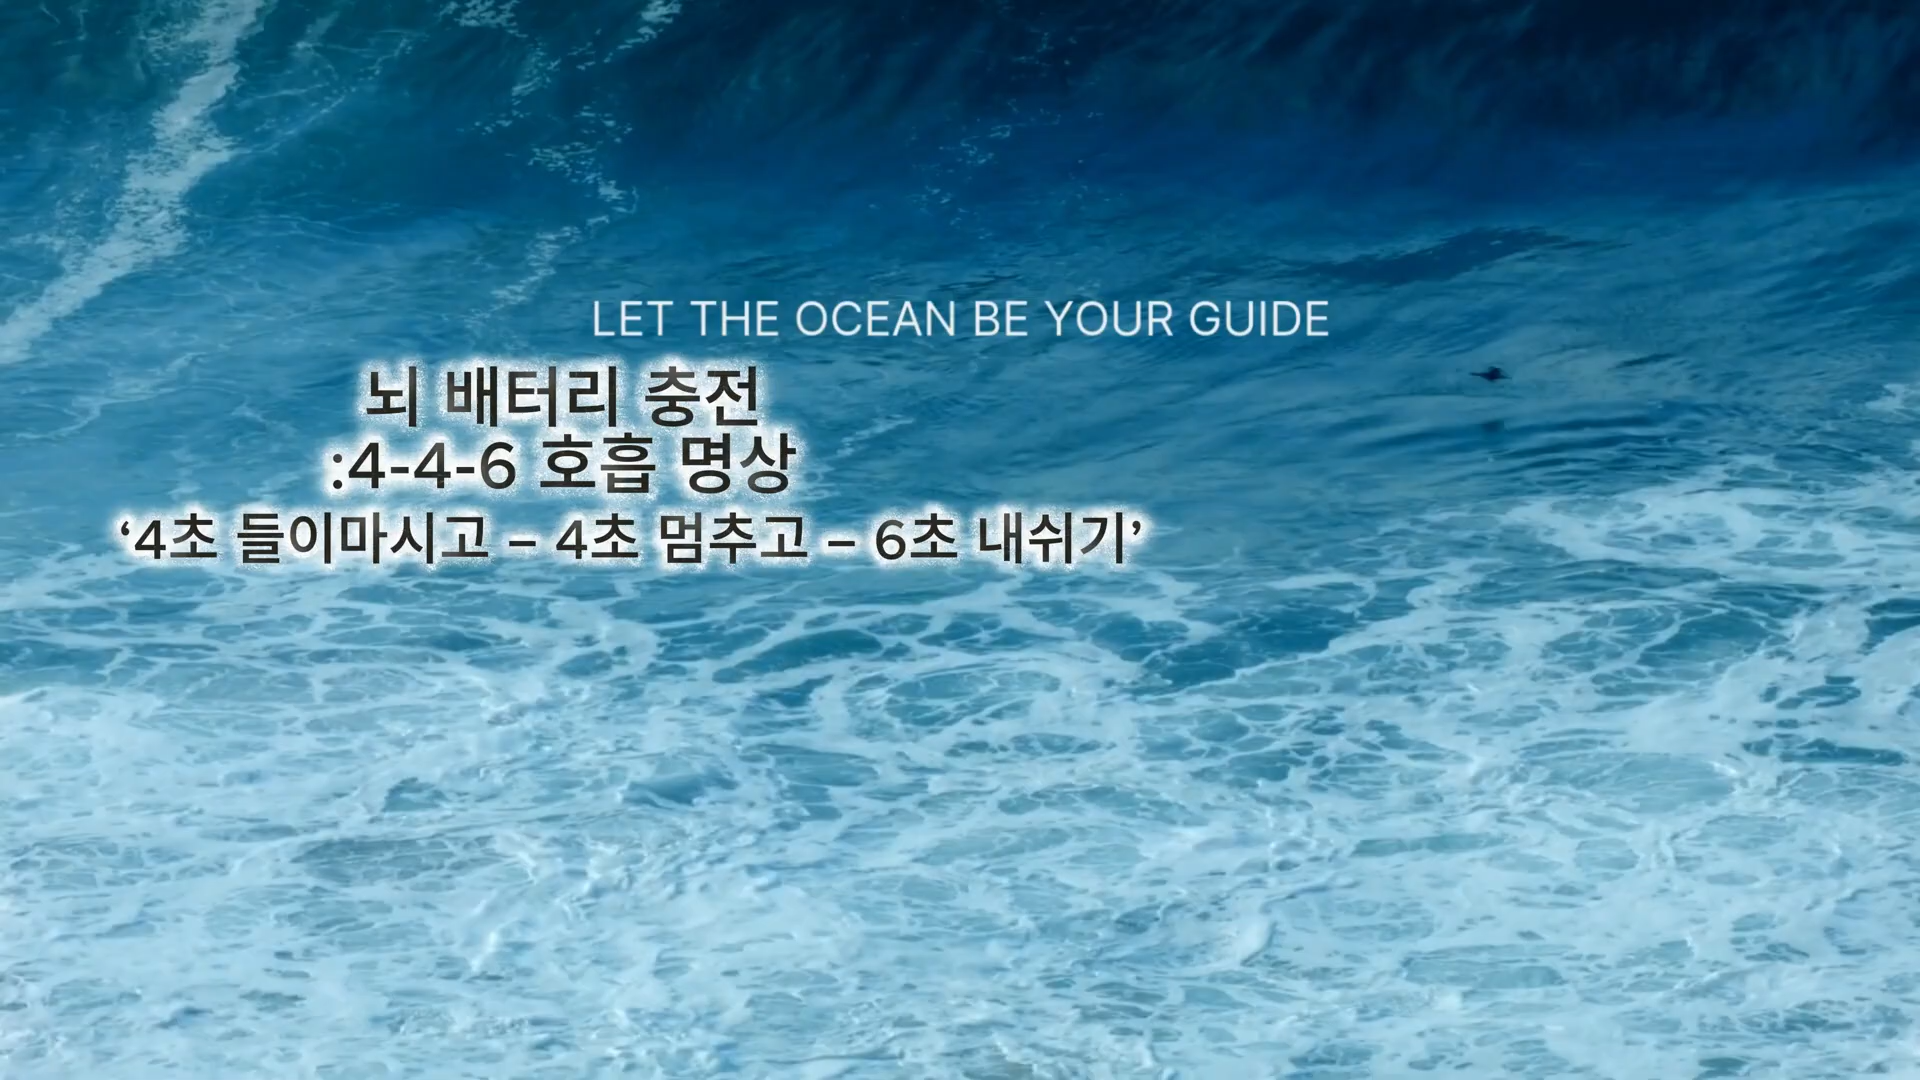 LET THE OCEAN BE YOUR GUIDE
뇌 배터리 충전
:4-4-6 호흡 명상
‘4초 들이마시고 – 4초 멈추고 – 6초 내쉬기’